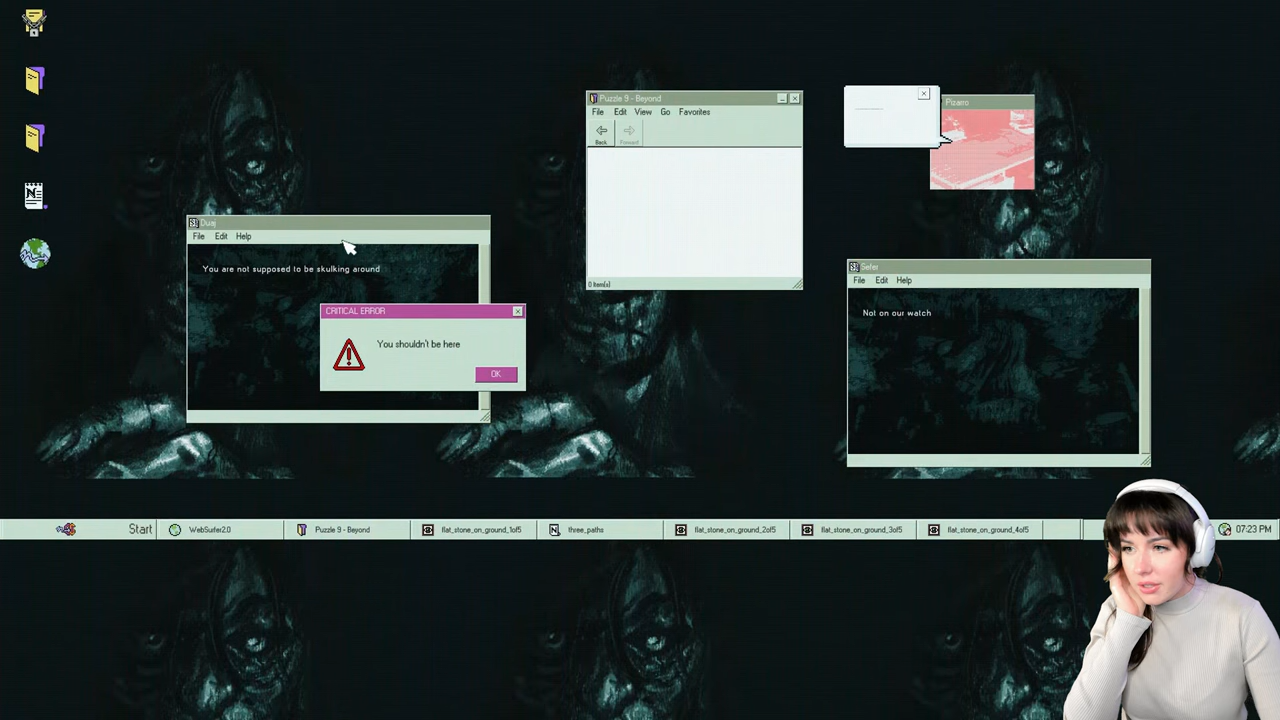 Puzzle 9 - Beyond
File Edit View Go Favorites
Back Forward
0 Item(s)
Pizarro
Duaj
File Edit Help
You are not supposed to be skulking around
CRITICAL ERROR
You shouldn't be here
OK
Sefer
File Edit Help
Not on our watch
Start
WebSurfer2.0
Puzzle 9 - Beyond
flat_stone_on_ground_1of5
three_paths
flat_stone_on_ground_2of5
flat_stone_on_ground_3of5
flat_stone_on_ground_4of5
07:23 PM